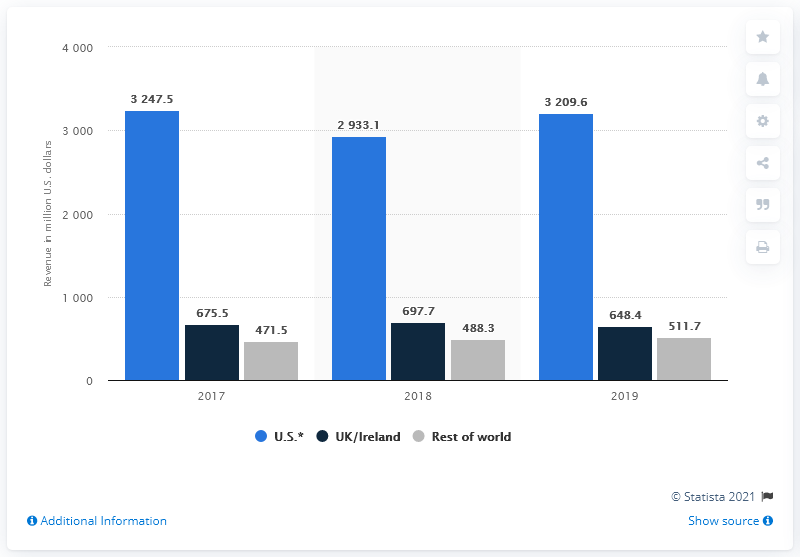 4 000
3 247.5
3 209.6
2 933.1
3 000
Revenue in million U.S. dollars
2 000
1 000
675.5
697.7
648.4
471.5
488.3
511.7
0
2017 2018 2019
U.S.* UK/Ireland Rest of world
© Statista 2021
Additional Information Show source